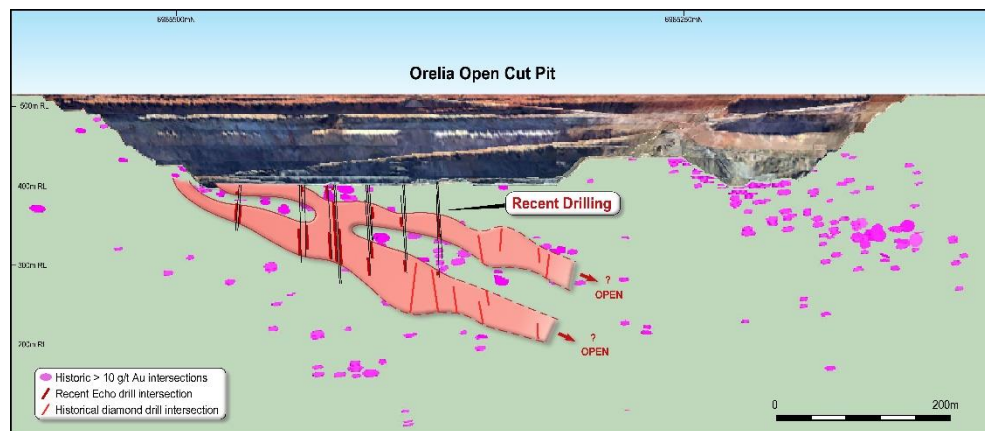 Orelia Open Cut Pit
500m RL
400m RL
Recent Drilling
300m RL
?
OPEN
?
OPEN
200m RL
Historic > 10 g/t Au intersections
Recent Echo drill intersection
Historical diamond drill intersection
0 200m